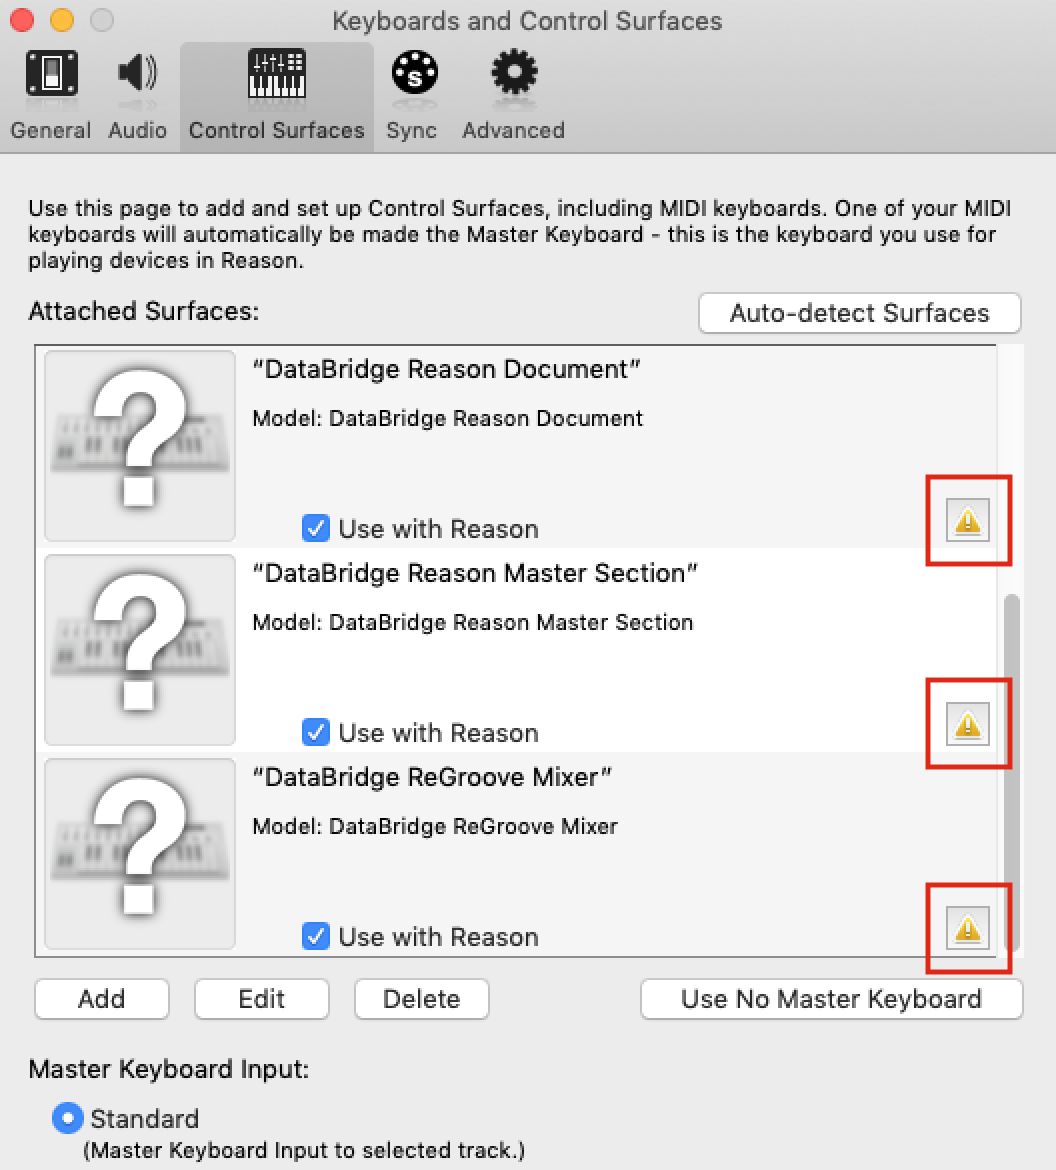 Keyboards and Control Surfaces
General Audio Control Surfaces Sync Advanced
Use this page to add and set up Control Surfaces, including MIDI keyboards. One of your MIDI
keyboards will automatically be made the Master Keyboard - this is the keyboard you use for
playing devices in Reason.
Attached Surfaces:
Auto-detect Surfaces
“DataBridge Reason Document”
Model: DataBridge Reason Document
Use with Reason
“DataBridge Reason Master Section”
Model: DataBridge Reason Master Section
Use with Reason
“DataBridge ReGroove Mixer”
Model: DataBridge ReGroove Mixer
Use with Reason
Add Edit Delete Use No Master Keyboard
Master Keyboard Input:
Standard
(Master Keyboard Input to selected track.)